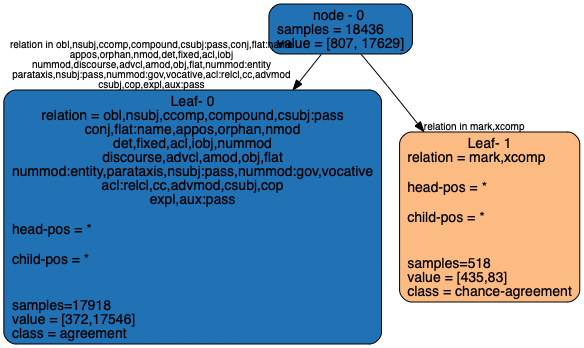 node - 0
samples = 18436
value = [807, 17629]
relation in obl,nsubj,ccomp,compound,csubj:pass,conj,flat:name
appos,orphan,nmod,det,fixed,acl,iobj
nummod,discourse,advcl,amod,obj,flat,nummod:entity
parataxis,nsubj:pass,nummod:gov,vocative,acl:relcl,cc,advmod
csubj,cop,expl,aux:pass
Leaf- 0
relation = obl,nsubj,ccomp,compound,csubj:pass
conj,flat:name,appos,orphan,nmod
det,fixed,acl,iobj,nummod
discourse,advcl,amod,obj,flat
nummod:entity,parataxis,nsubj:pass,nummod:gov,vocative
acl:relcl,cc,advmod,csubj,cop
expl,aux:pass
head-pos = *
child-pos = *
samples=17918
value = [372,17546]
class = agreement
relation in mark,xcomp
Leaf- 1
relation = mark,xcomp
head-pos = *
child-pos = *
samples=518
value = [435,83]
class = chance-agreement